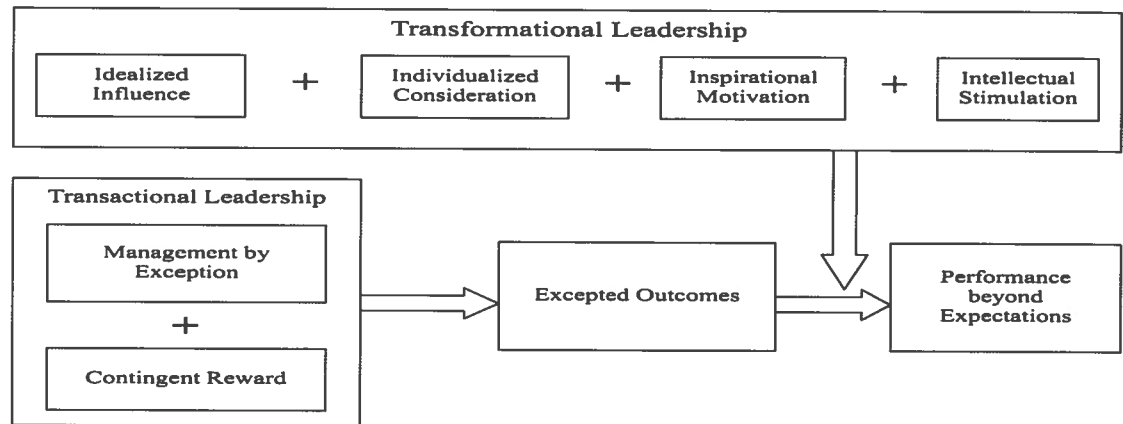 Transformational Leadership
Idealized
Influence
+
Individualized
Consideration
+
Inspirational
Motivation
+
Intellectual
Stimulation
Transactional Leadership
Management by
Exception
+
Contingent Reward
Excepted Outcomes
Performance
beyond
Expectations